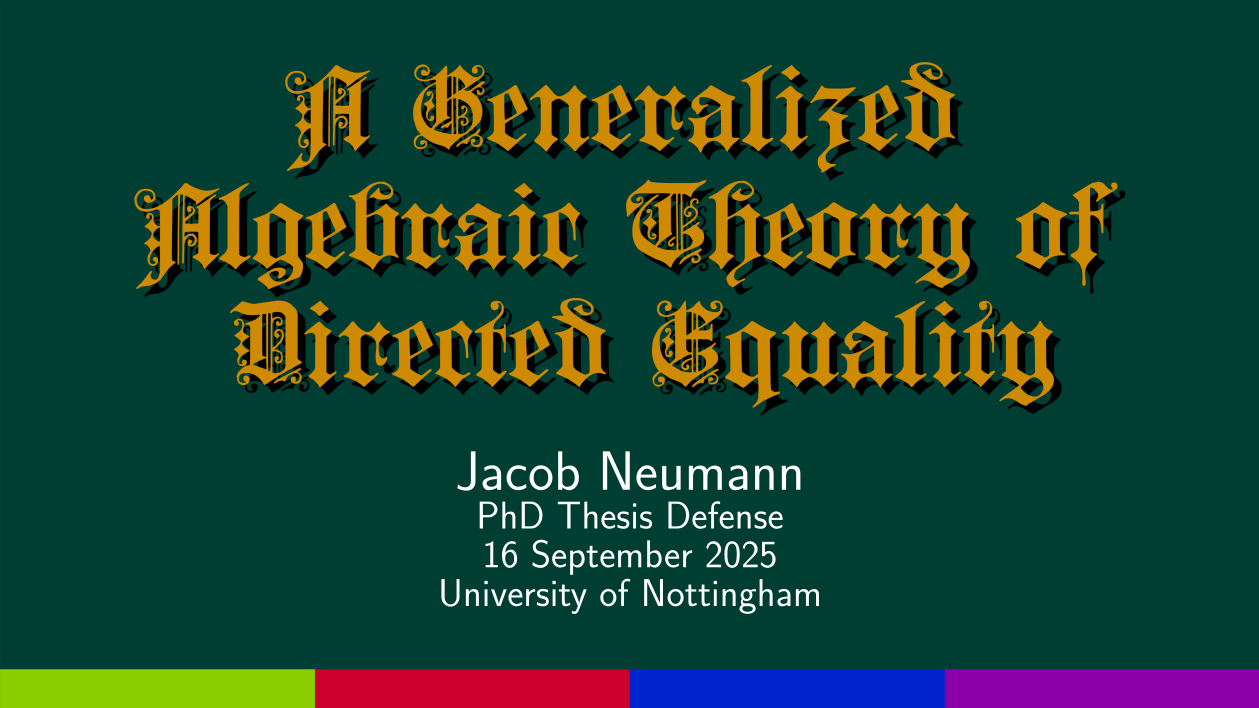 A Generalized
Algebraic Theory of
Directed Equality
Jacob Neumann
PhD Thesis Defense
16 September 2025
University of Nottingham